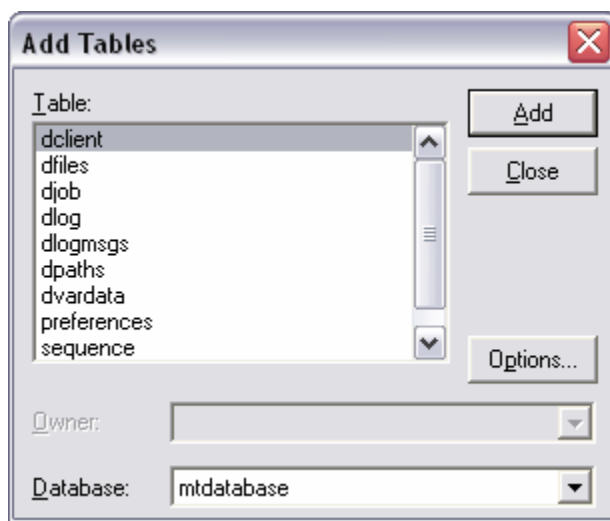 Add Tables
Table:
Add
dclient
dfiles
Close
djob
dlog
dlogmsgs
dpaths
dvardata
preferences
sequence
Options...
Owner:
Database:
mtdatabase